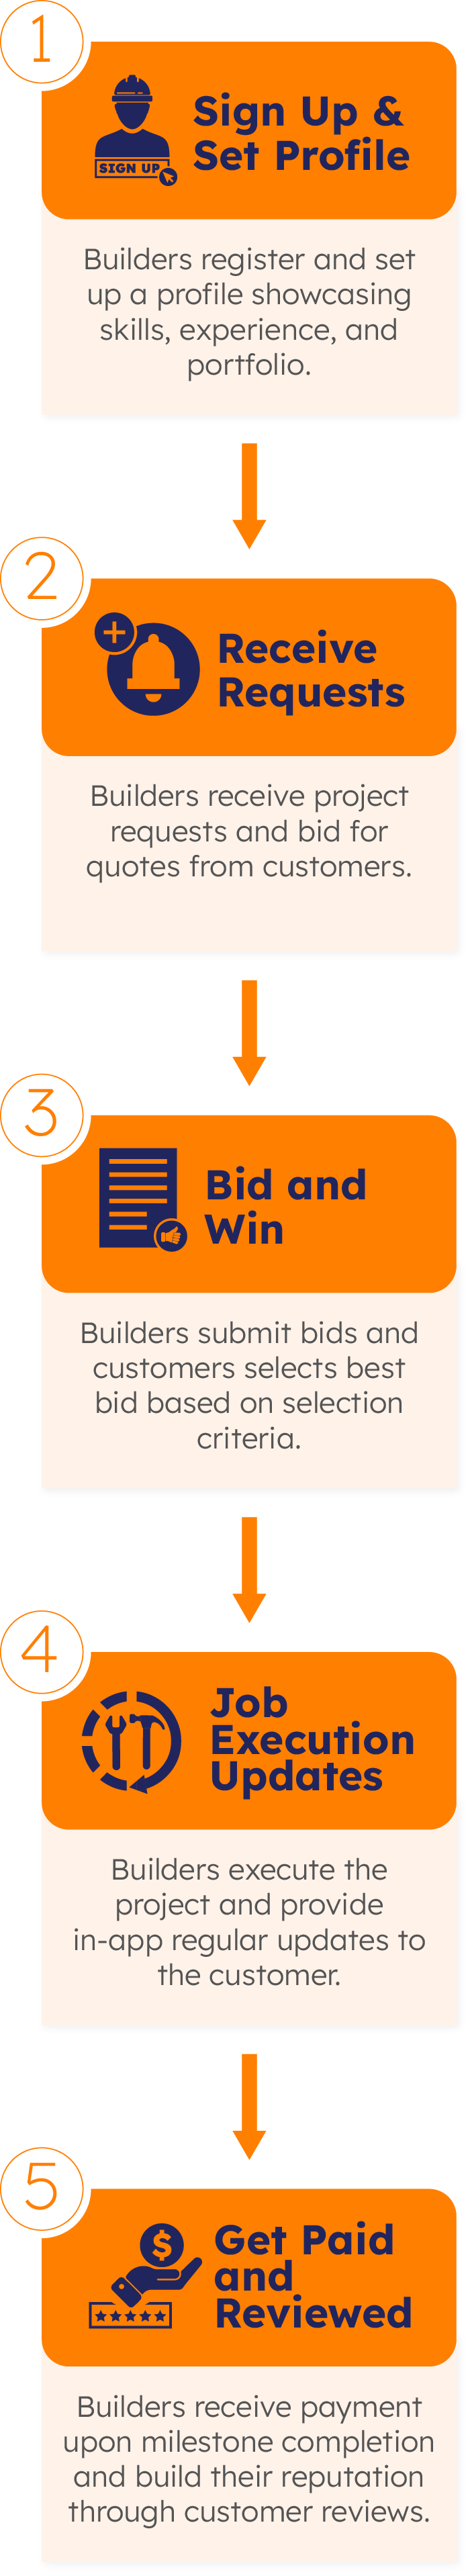 1
SIGN UP
Sign Up &
Set Profile
Builders register and set
up a profile showcasing
skills, experience, and
portfolio.
2
Receive
Requests
Builders receive project
requests and bid for
quotes from customers.
3
Bid and
Win
Builders submit bids and
customers selects best
bid based on selection
criteria.
4
Job
Execution
Updates
Builders execute the
project and provide
in-app regular updates to
the customer.
5
$
Get Paid
and
Reviewed
Builders receive payment
upon milestone completion
and build their reputation
through customer reviews.